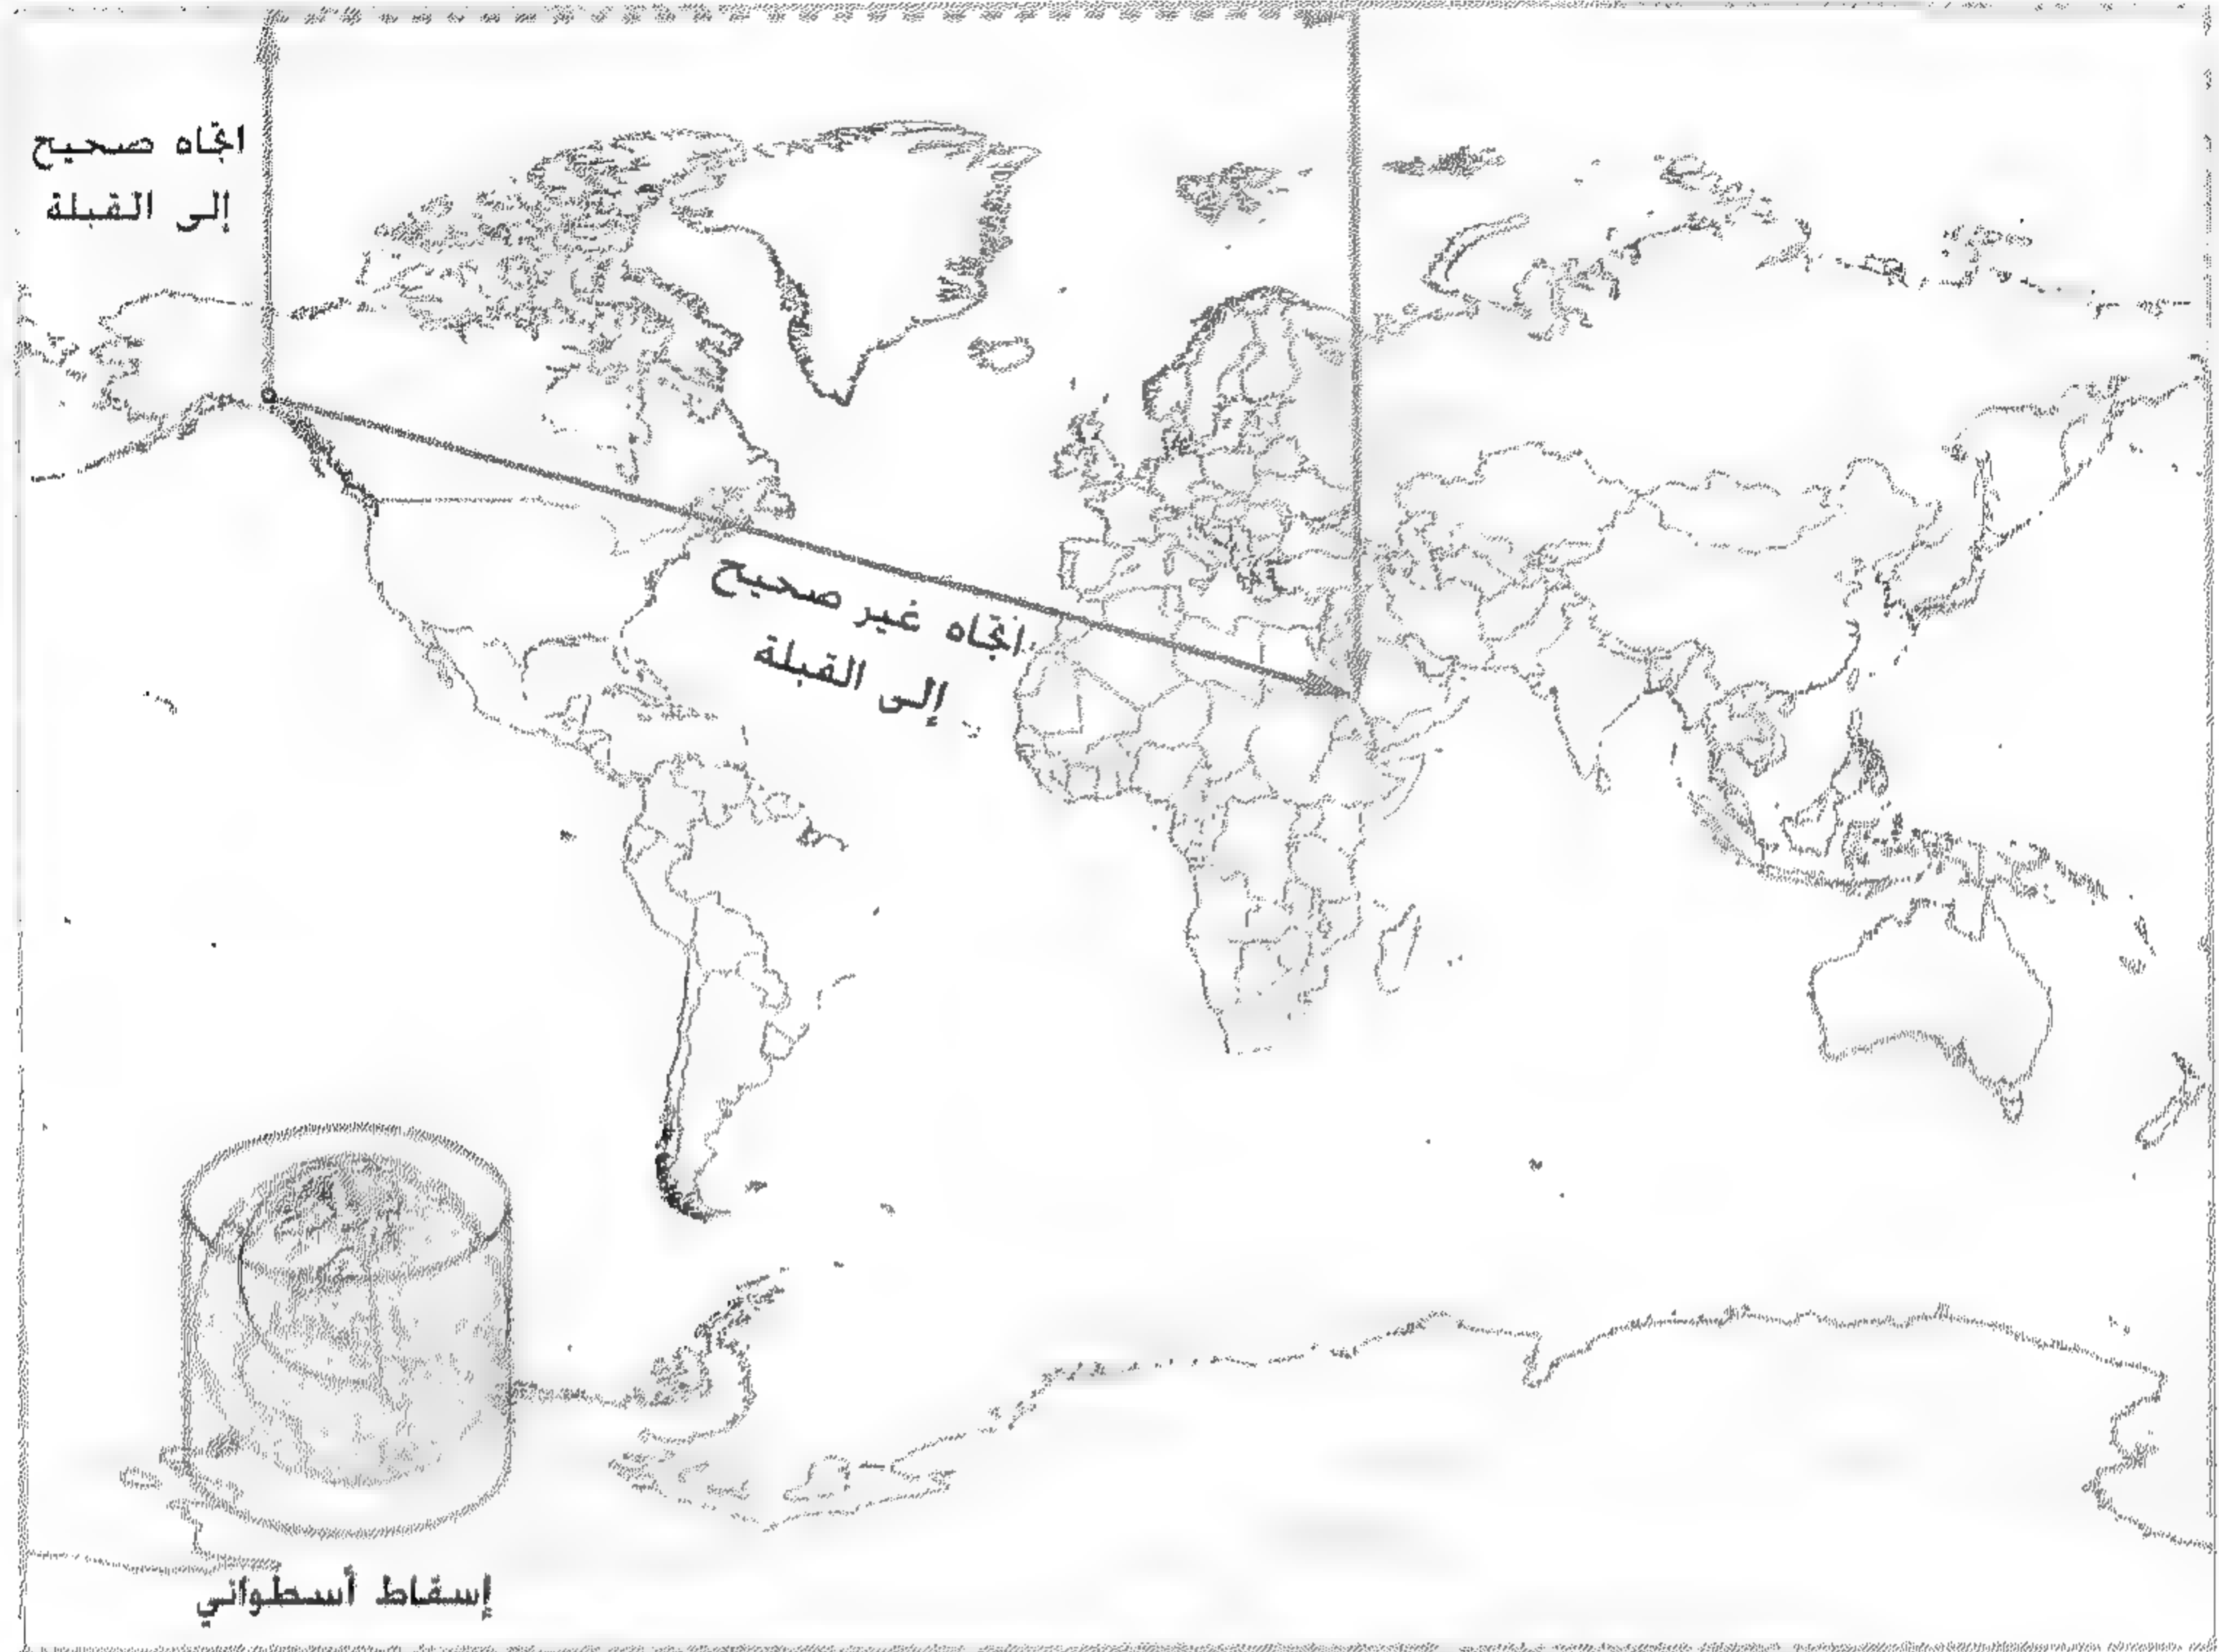 اتجاه صحيح
إلى القبلة
اتجاه غير صحيح
إلى القبلة
إسقاط أسطواني